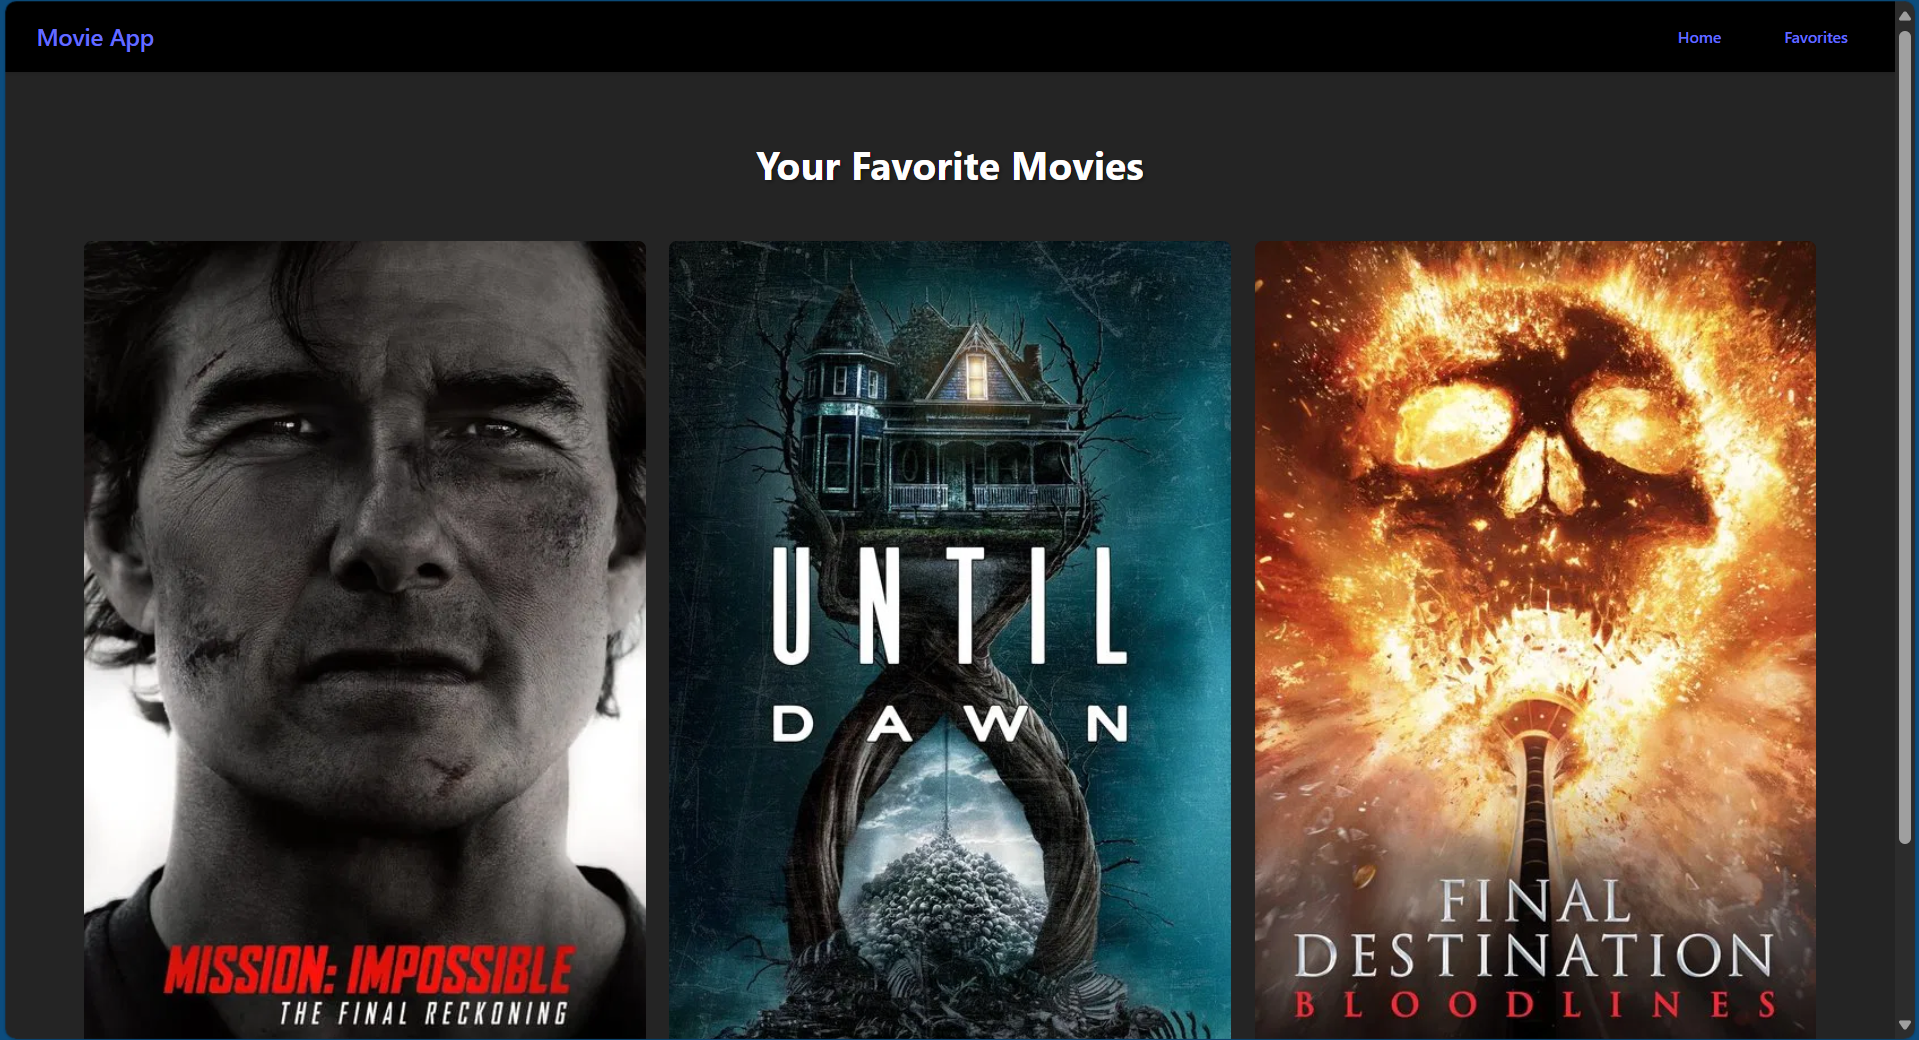 Movie App
Home
Favorites
Your Favorite Movies
MISSION: IMPOSSIBLE
THE FINAL RECKONING
UNTIL
DAWN
FINAL
DESTINATION
BLOODLINES